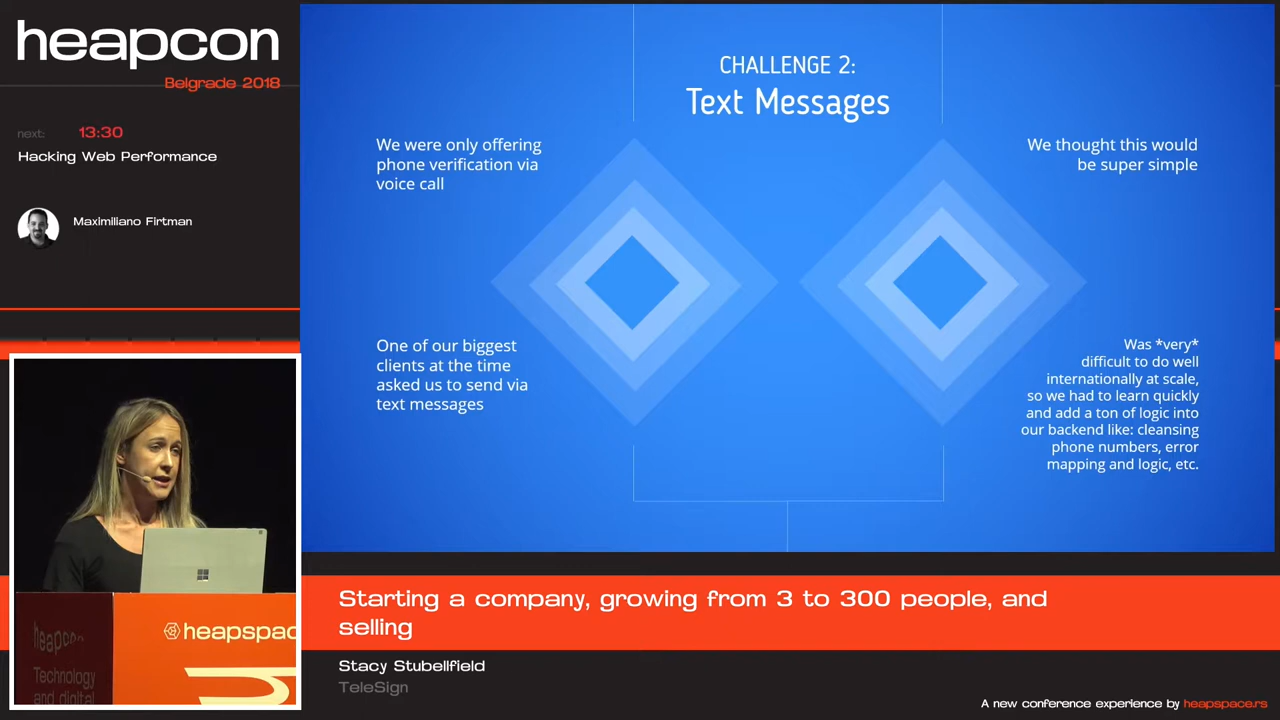 heapcon
Belgrade 2018
next: 13:30
Hacking Web Performance
Maximiliano Firtman
CHALLENGE 2:
Text Messages
We were only offering
phone verification via
voice call
We thought this would
be super simple
One of our biggest
clients at the time
asked us to send via
text messages
Was *very*
difficult to do well
internationally at scale,
so we had to learn quickly
and add a ton of logic into
our backend like: cleansing
phone numbers, error
mapping and logic, etc.
heapspac
heapcon
Technology
and digital
Starting a company, growing from 3 to 300 people, and
selling
Stacy Stubellfield
TeleSign
A new conference experience by heapspace.rs